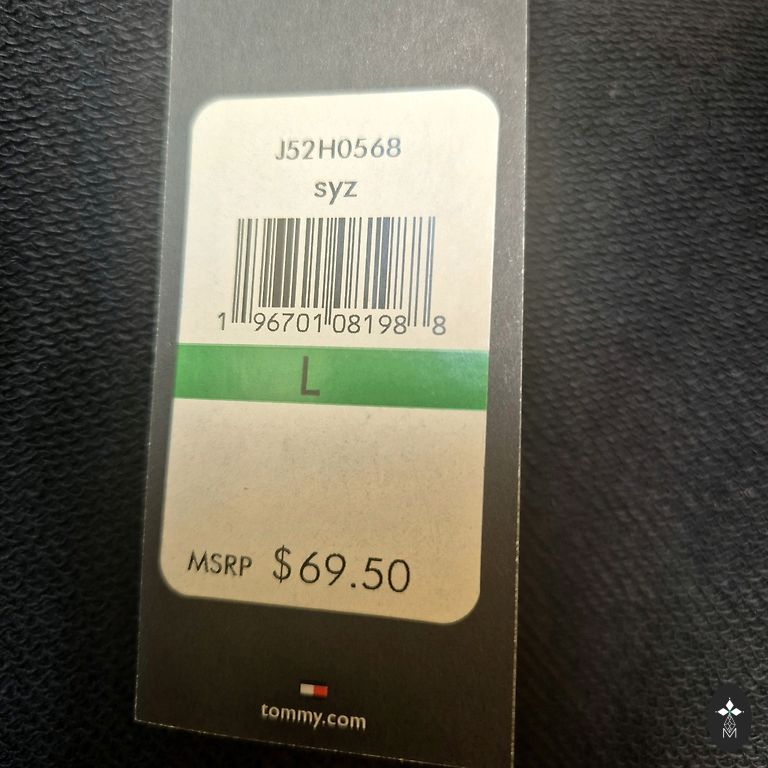 J52H0568
syz
1 96701 08198 8
L
MSRP $69.50
tommy.com
M